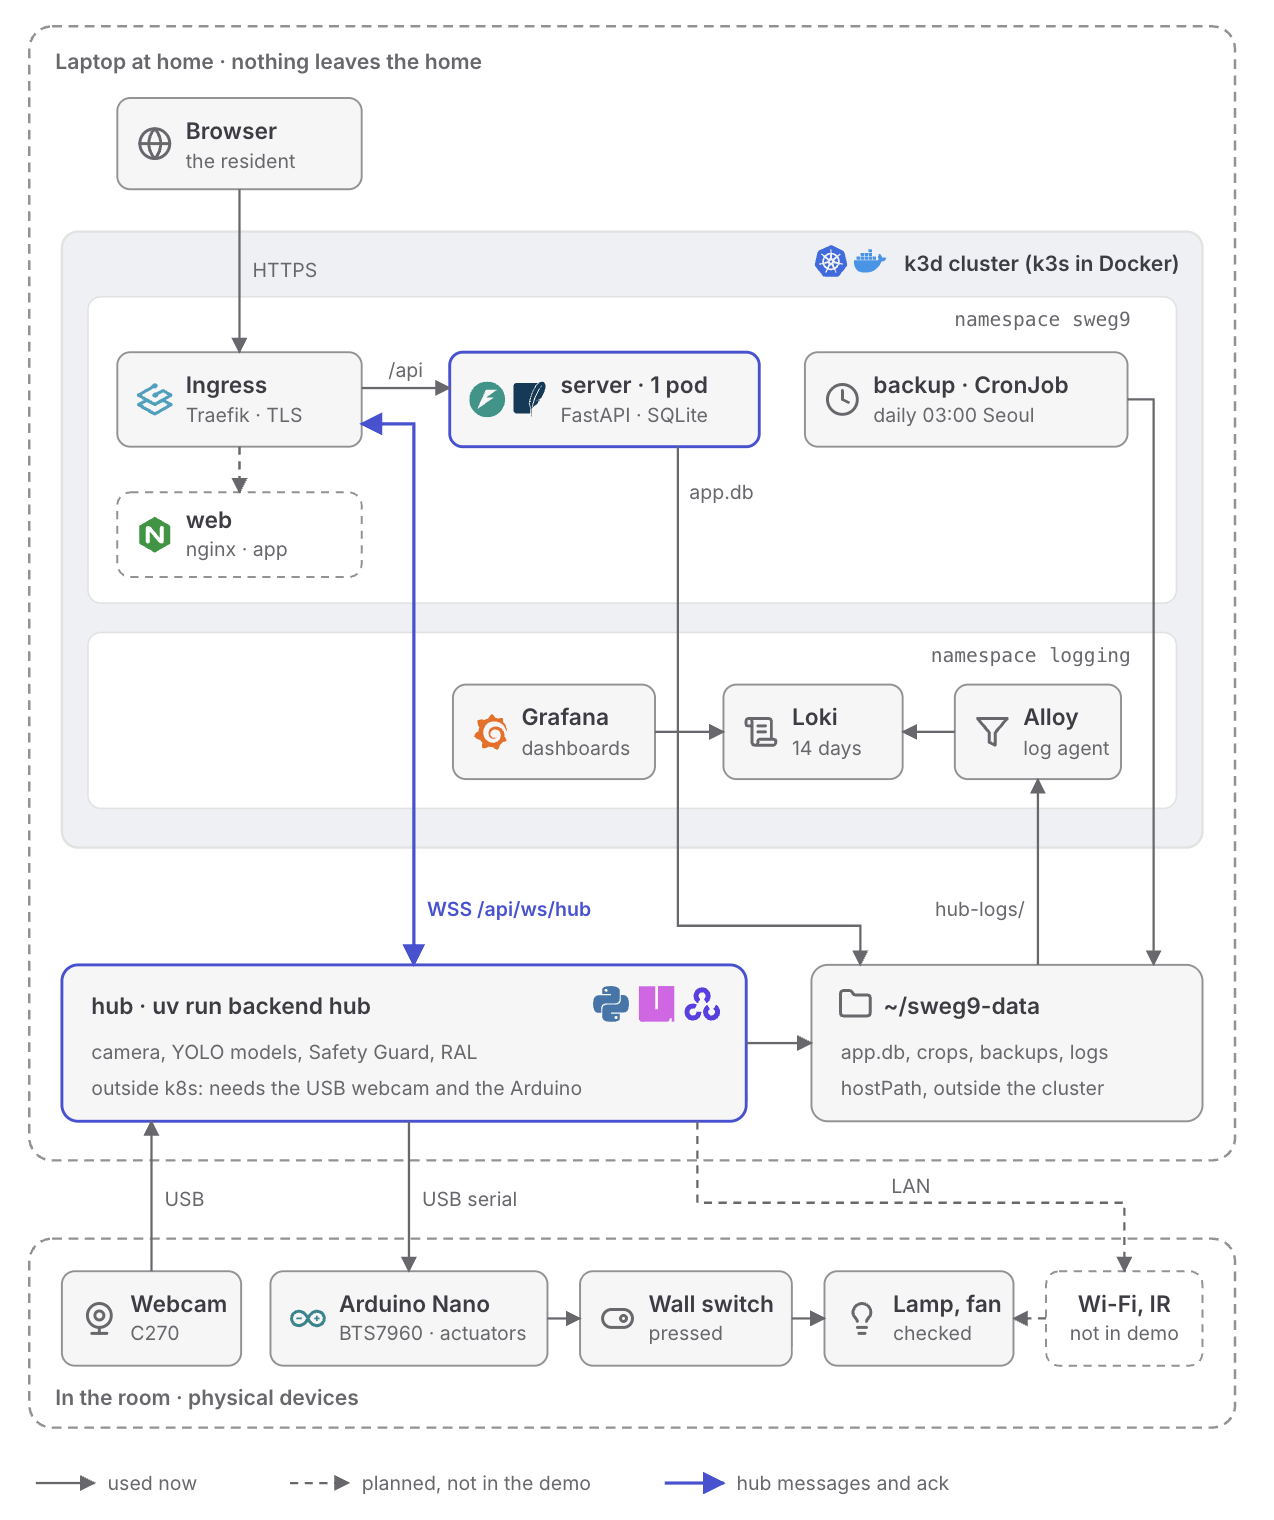 Laptop at home · nothing leaves the home
Browser
the resident
HTTPS
k3d cluster (k3s in Docker)
namespace sweg9
Ingress
Traefik · TLS
/api
server · 1 pod
FastAPI · SQLite
backup · CronJob
daily 03:00 Seoul
app.db
web
nginx · app
namespace logging
Grafana
dashboards
Loki
14 days
Alloy
log agent
WSS /api/ws/hub
hub-logs/
hub · uv run backend hub
camera, YOLO models, Safety Guard, RAL
outside k8s: needs the USB webcam and the Arduino
~/sweg9-data
app.db, crops, backups, logs
hostPath, outside the cluster
USB
USB serial
LAN
Webcam
C270
Arduino Nano
BTS7960 · actuators
Wall switch
pressed
Lamp, fan
checked
Wi-Fi, IR
not in demo
In the room · physical devices
used now
planned, not in the demo
hub messages and ack